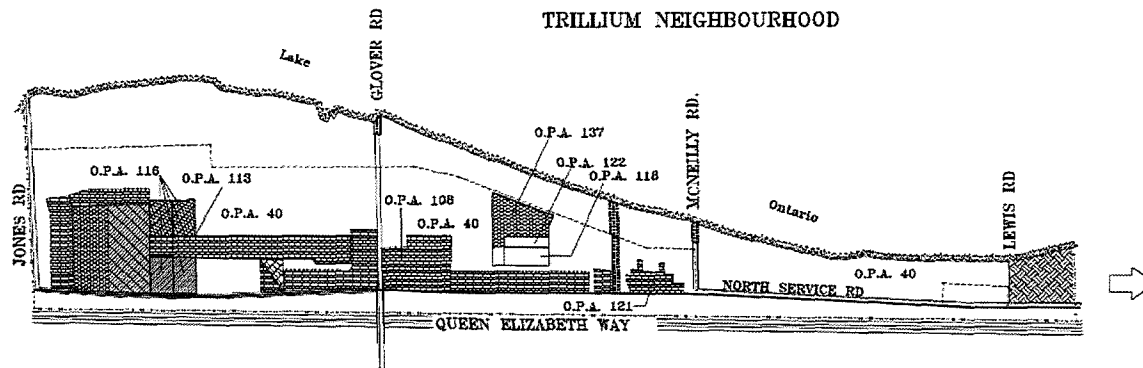 TRILLIUM NEIGHBOURHOOD
GLOVER RD
Lake
MCNEILLY RD.
O.P.A. 137
O.P.A. 122
O.P.A. 118
O.P.A. 116
O.P.A. 113
JONES RD
O.P.A. 40
O.P.A. 108
O.P.A. 40
Ontario
LEWIS RD
O.P.A. 40
NORTH SERVICE RD
O.P.A. 121
QUEEN ELIZABETH WAY